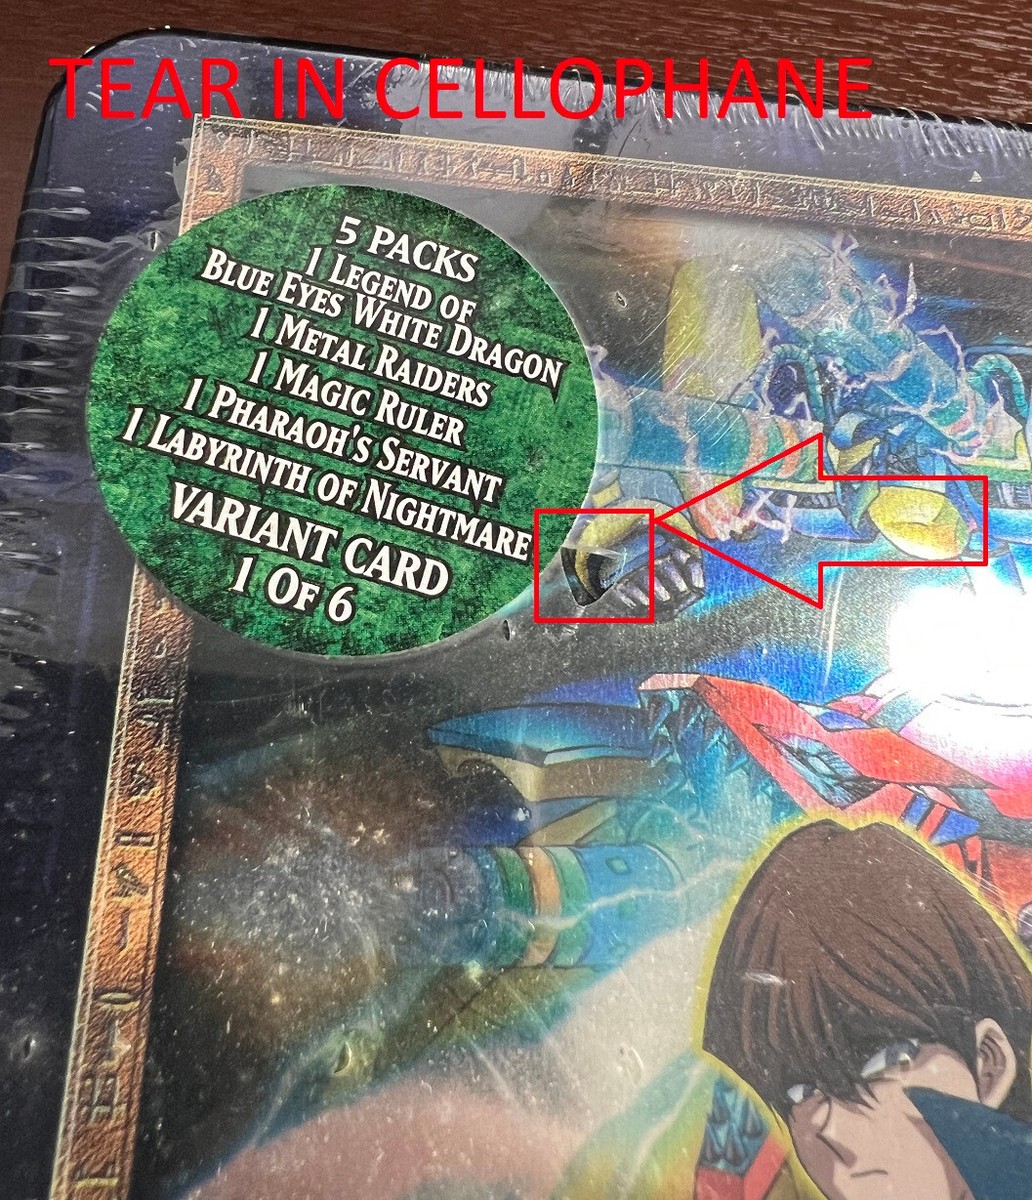 TEAR IN CELLOPHANE
5 PACKS
1 LEGEND OF
BLUE EYES WHITE DRAGON
1 METAL RAIDERS
1 MAGIC RULER
1 PHARAOH'S SERVANT
1 LABYRINTH OF NIGHTMARE
VARIANT CARD
1 OF 6